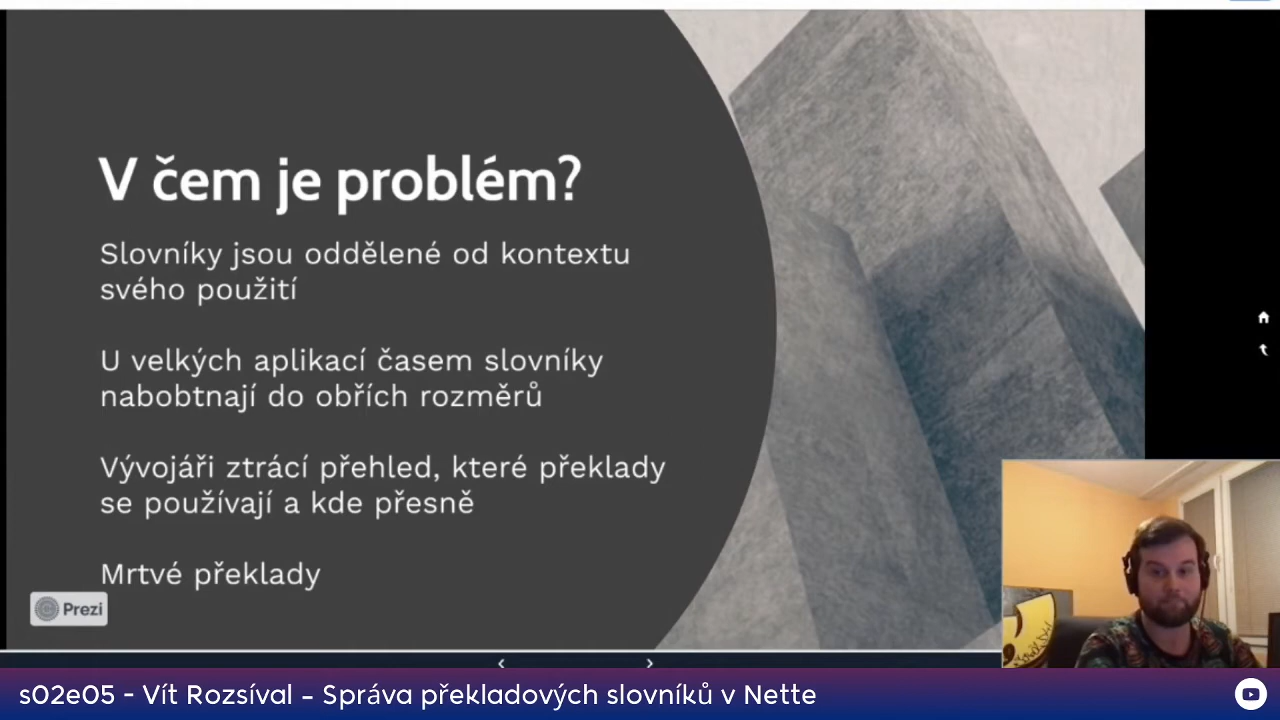 V čem je problém?
Slovníky jsou oddělené od kontextu
svého použití
U velkých aplikací časem slovníky
nabobtnají do obřích rozměrů
Vývojáři ztrácí přehled, které překlady
se používají a kde přesně
Mrtvé překlady
Prezi
s02e05 - Vít Rozsíval - Správa překladových slovníků v Nette